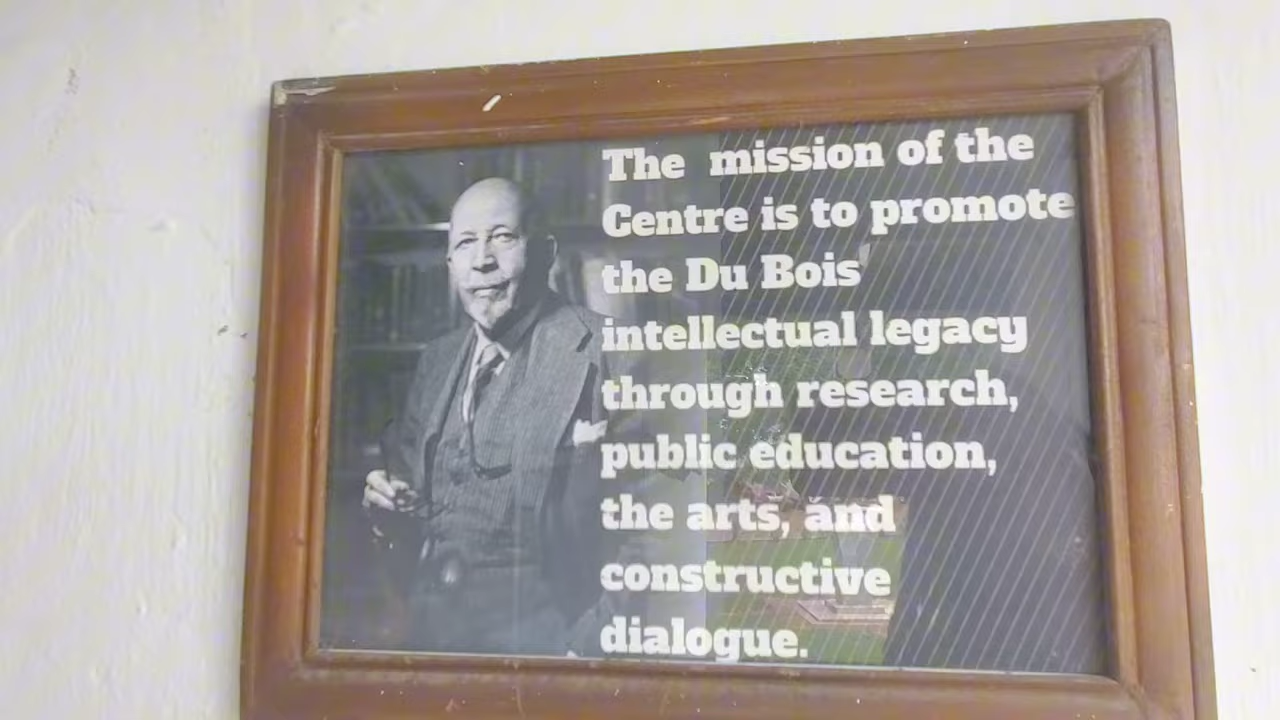 The mission of the
Centre is to promote
the Du Bois
intellectual legacy
through research,
public education,
the arts, and
constructive
dialogue.